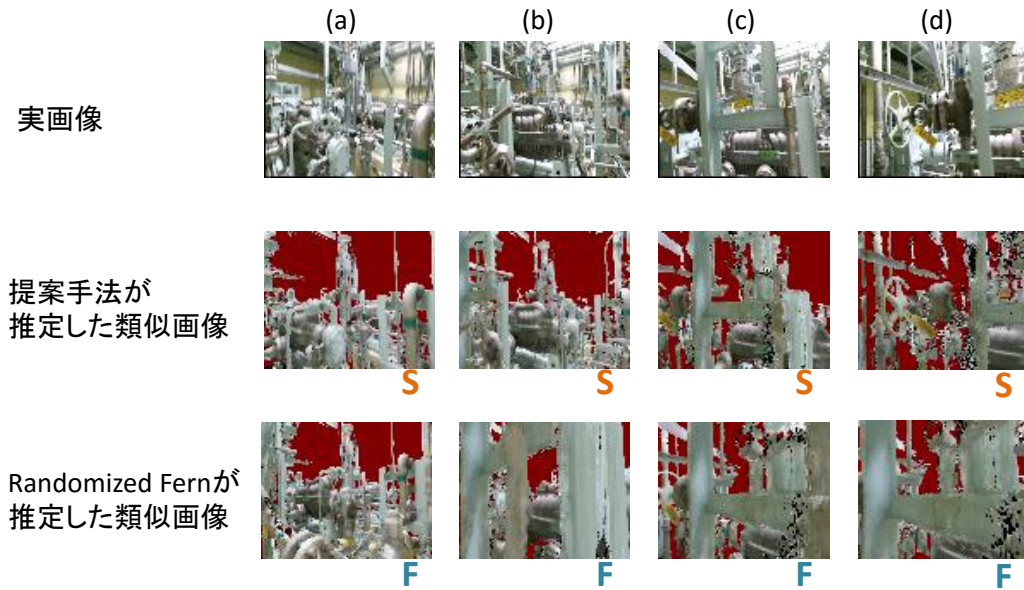 (a) (b) (c) (d)
実画像
提案手法が
推定した類似画像
S S S S
Randomized Fernが
推定した類似画像
F F F F